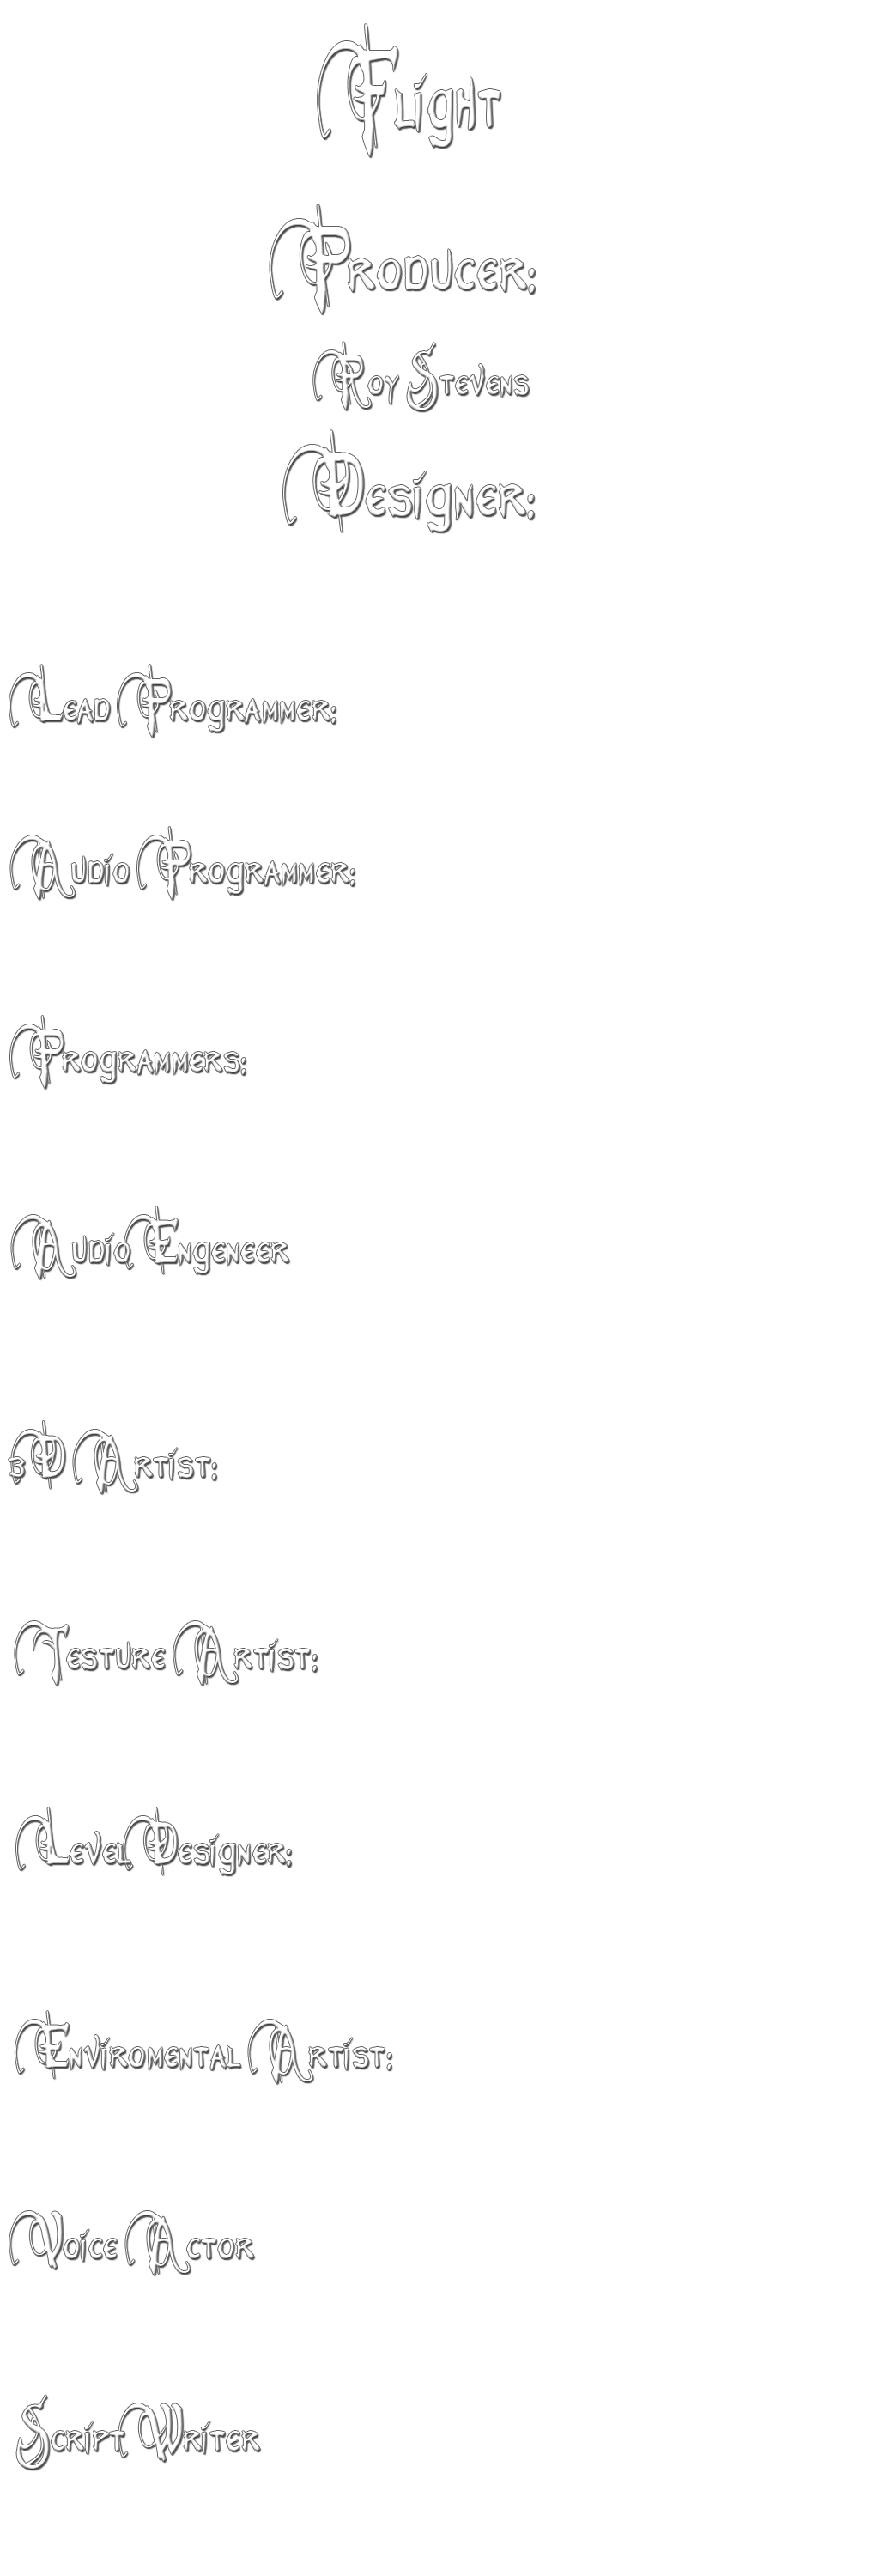 Flight
Producer:
Roy Stevens
Designer:
Lead Programmer:
Audio Programmer:
Programmers:
Audio Engeneer
3D Artist:
Testure Artist:
Level Designer:
Enviromental Artist:
Voice Actor
Script Writer